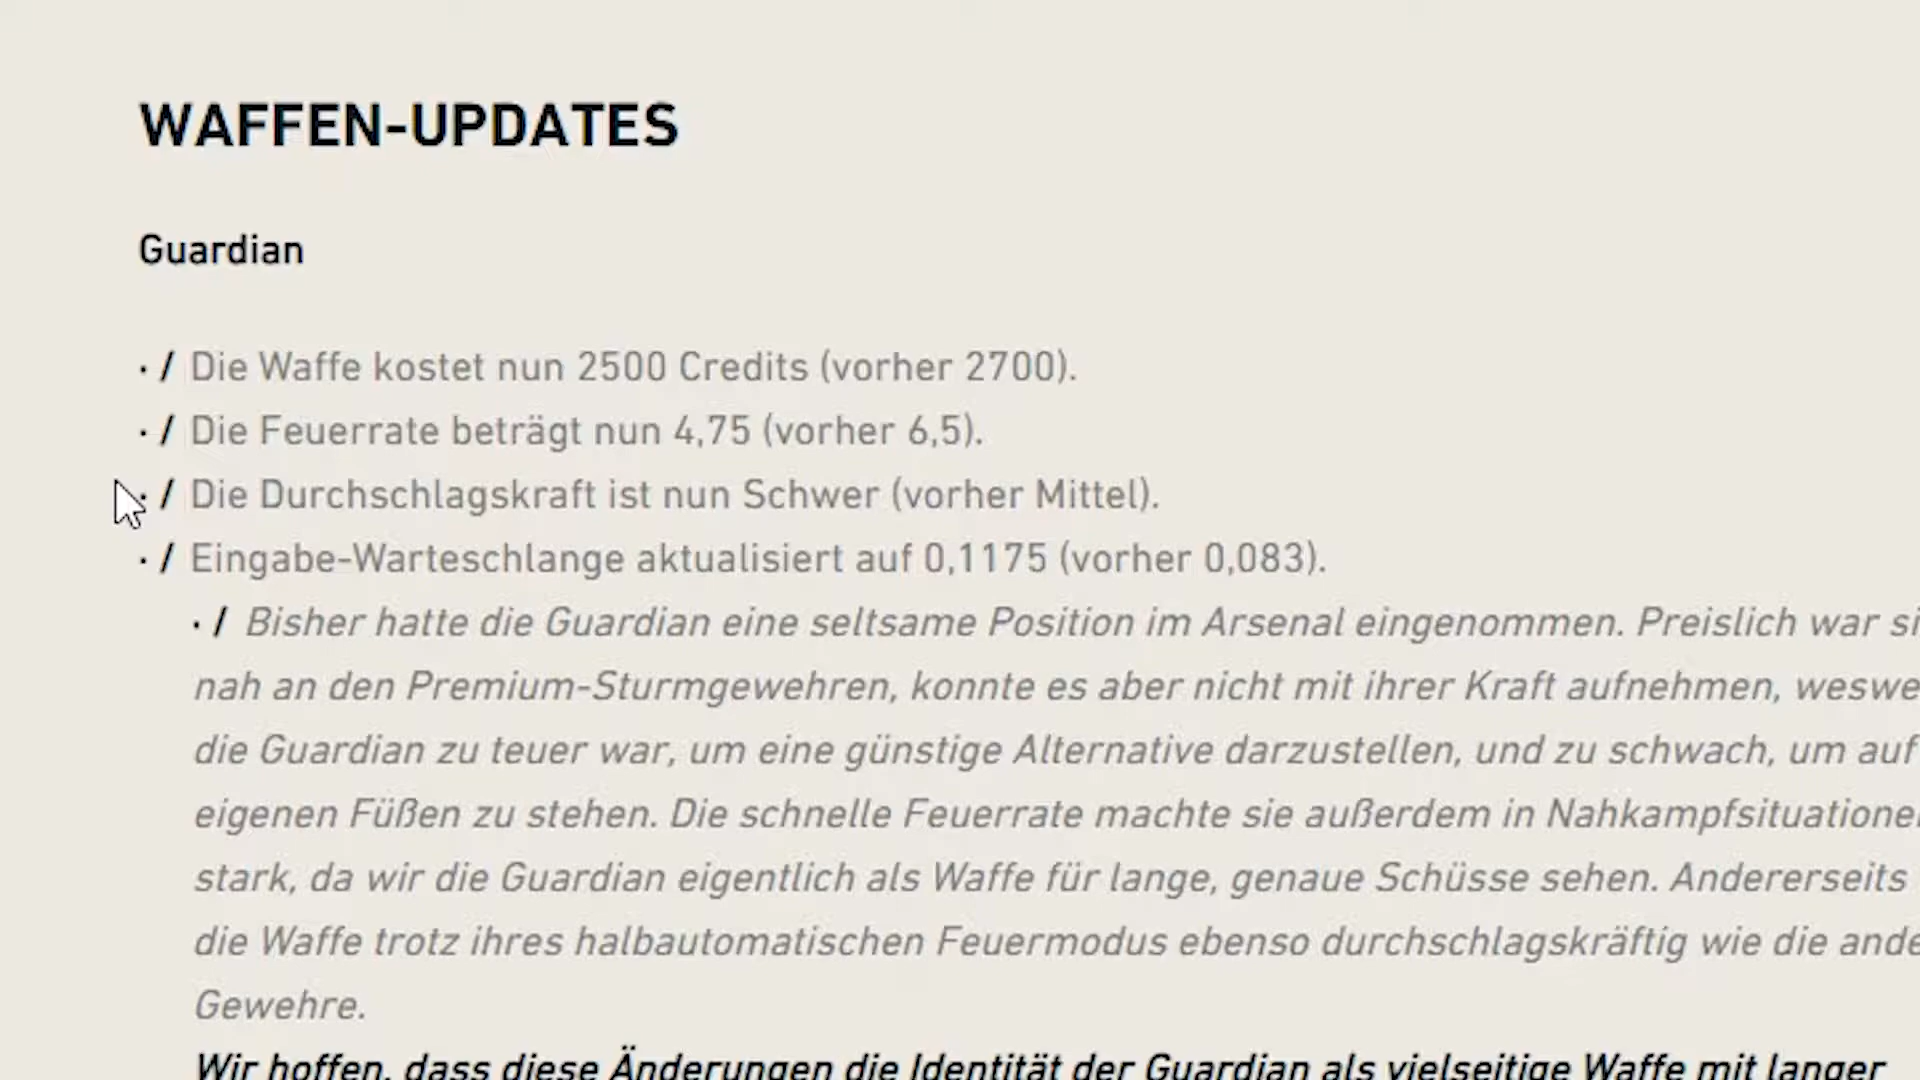 WAFFEN-UPDATES
Guardian
· / Die Waffe kostet nun 2500 Credits (vorher 2700).
· / Die Feuerrate beträgt nun 4,75 (vorher 6,5).
· / Die Durchschlagskraft ist nun Schwer (vorher Mittel).
· / Eingabe-Warteschlange aktualisiert auf 0,1175 (vorher 0,083).
· / Bisher hatte die Guardian eine seltsame Position im Arsenal eingenommen. Preislich war si
nah an den Premium-Sturmgewehren, konnte es aber nicht mit ihrer Kraft aufnehmen, weswe
die Guardian zu teuer war, um eine günstige Alternative darzustellen, und zu schwach, um auf
eigenen Füßen zu stehen. Die schnelle Feuerrate machte sie außerdem in Nahkampfsituatione
stark, da wir die Guardian eigentlich als Waffe für lange, genaue Schüsse sehen. Andererseits
die Waffe trotz ihres halbautomatischen Feuermodus ebenso durchschlagskräftig wie die ande
Gewehre.
Wir hoffen, dass diese Änderungen die Identität der Guardian als vielseitige Waffe mit langer